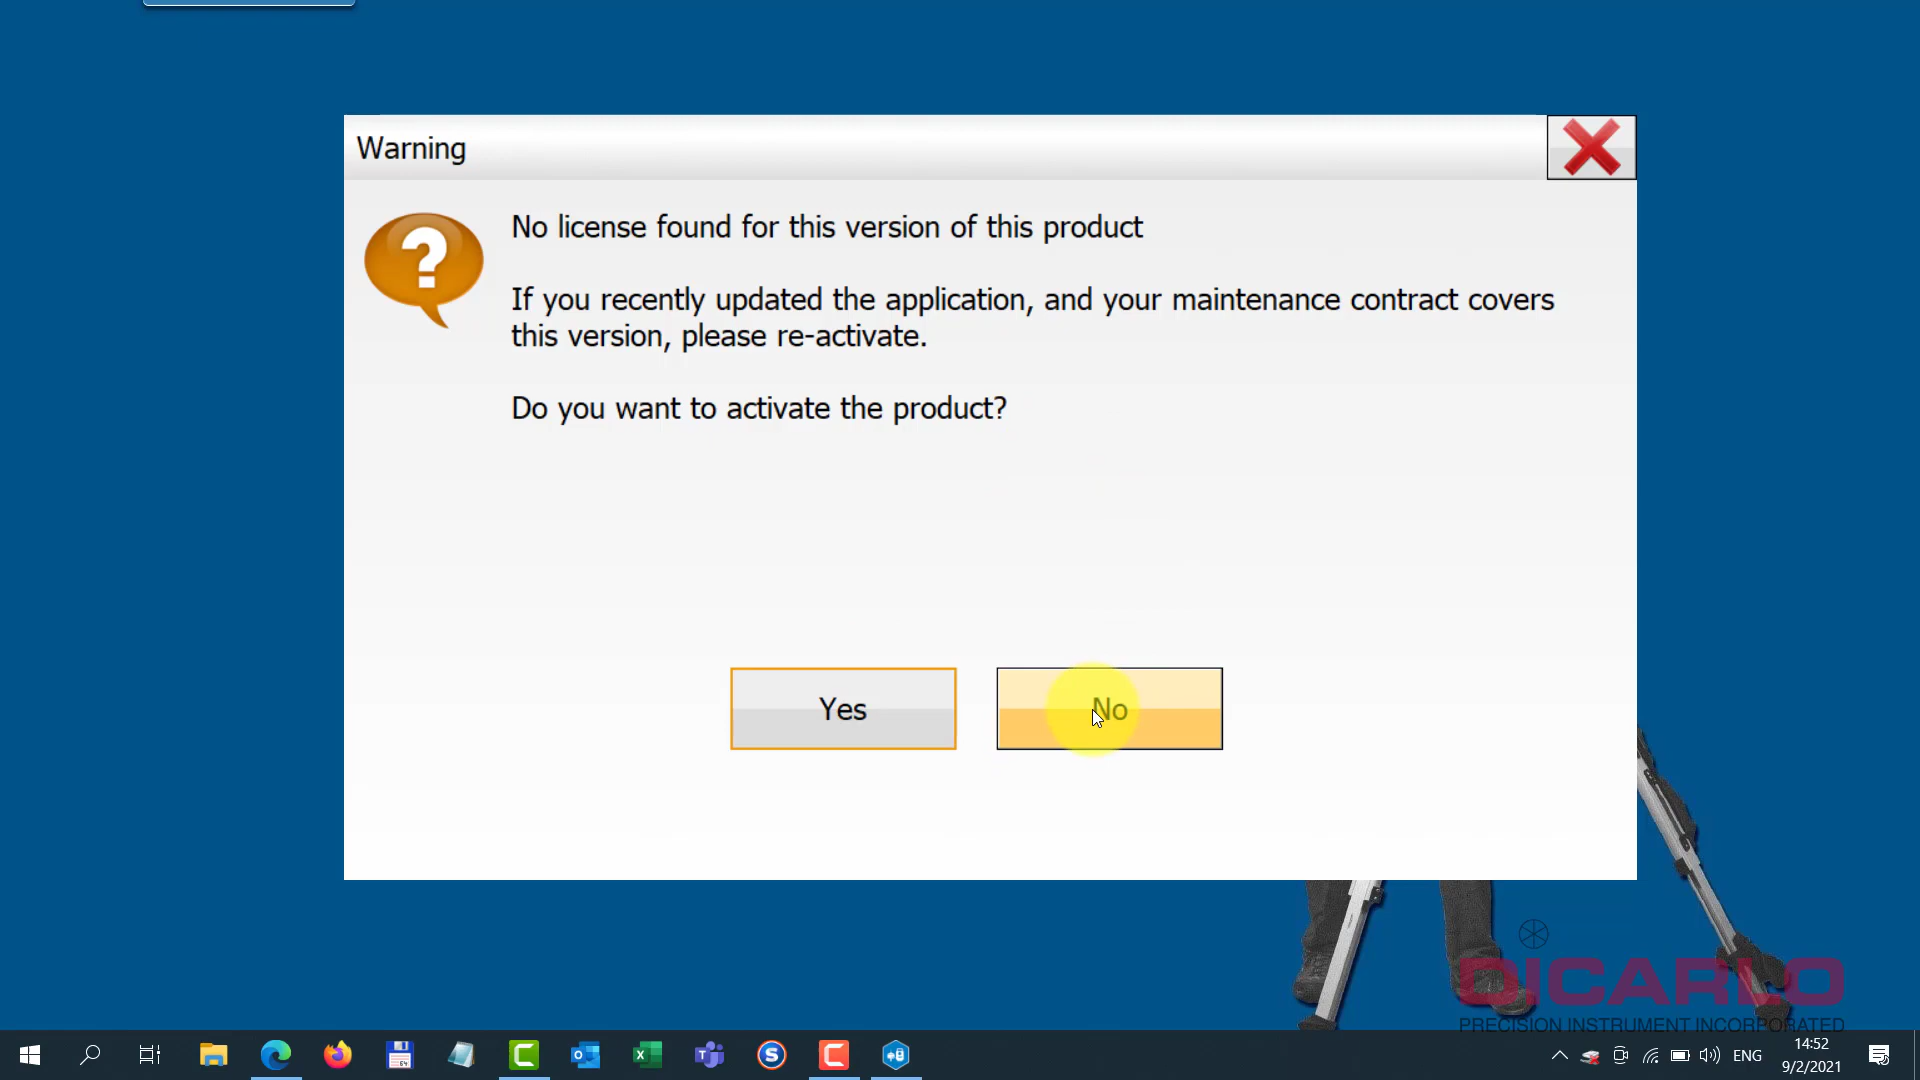 Warning
No license found for this version of this product
If you recently updated the application, and your maintenance contract covers
this version, please re-activate.
Do you want to activate the product?
Yes
No
DICARLO
PRECISION INSTRUMENT INCORPORATED
ENG
14:52
9/2/2021